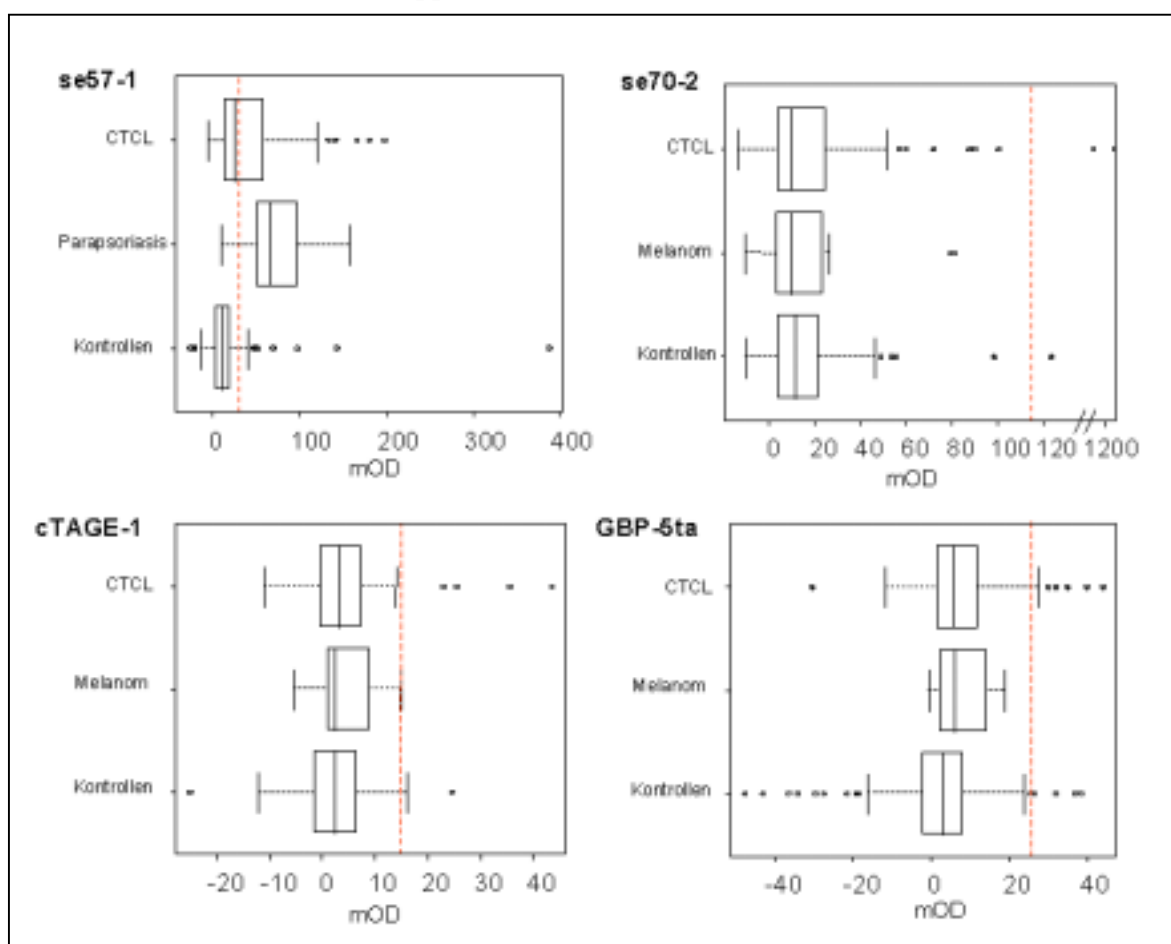 se57-1
CTCL
Parapsoriasis
Kontrollen
0 100 200 300 400
mOD
se70-2
CTCL
Melanom
Kontrollen
0 20 40 60 80 100 120 1200
mOD
cTAGE-1
CTCL
Melanom
Kontrollen
-20 -10 0 10 20 30 40
mOD
GBP-5ta
CTCL
Melanom
Kontrollen
-40 -20 0 20 40
mOD